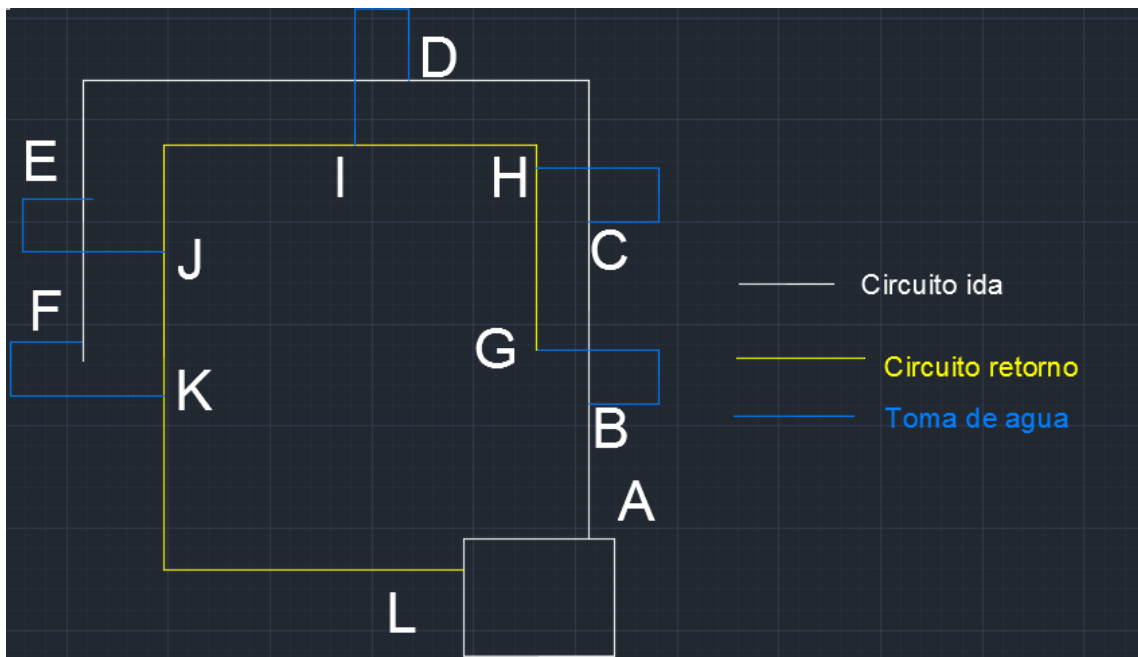 D
E
I
H
C
J
Circuito ida
F
G
Circuito retorno
K
Toma de agua
B
A
L